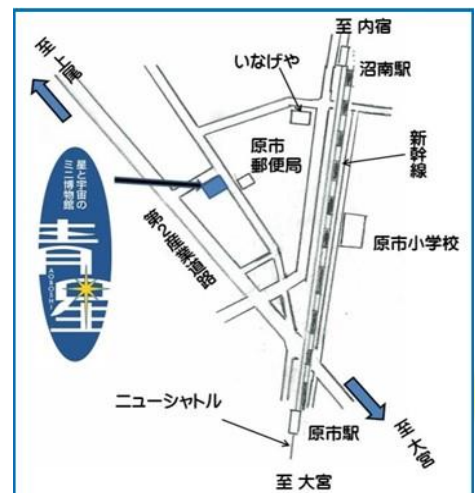 至 内宿
沼南駅
至上尾
いなげや
新幹線
原市
郵便局
星と宇宙の
ミニ博物館
青星
AOBOSHI
第2産業道路
原市小学校
ニューシャトル
原市駅
至大宮
至 大宮